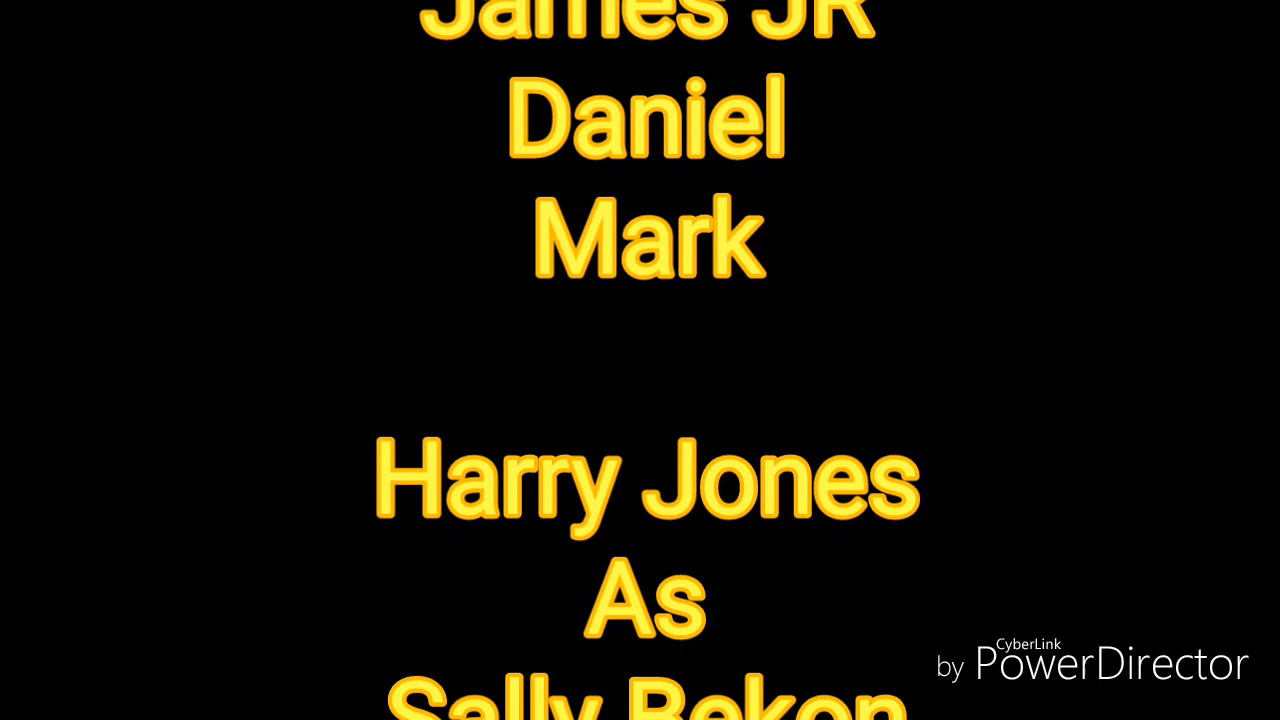 James JR
Daniel
Mark
Harry Jones
As
Sally Bekon
by CyberLink PowerDirector